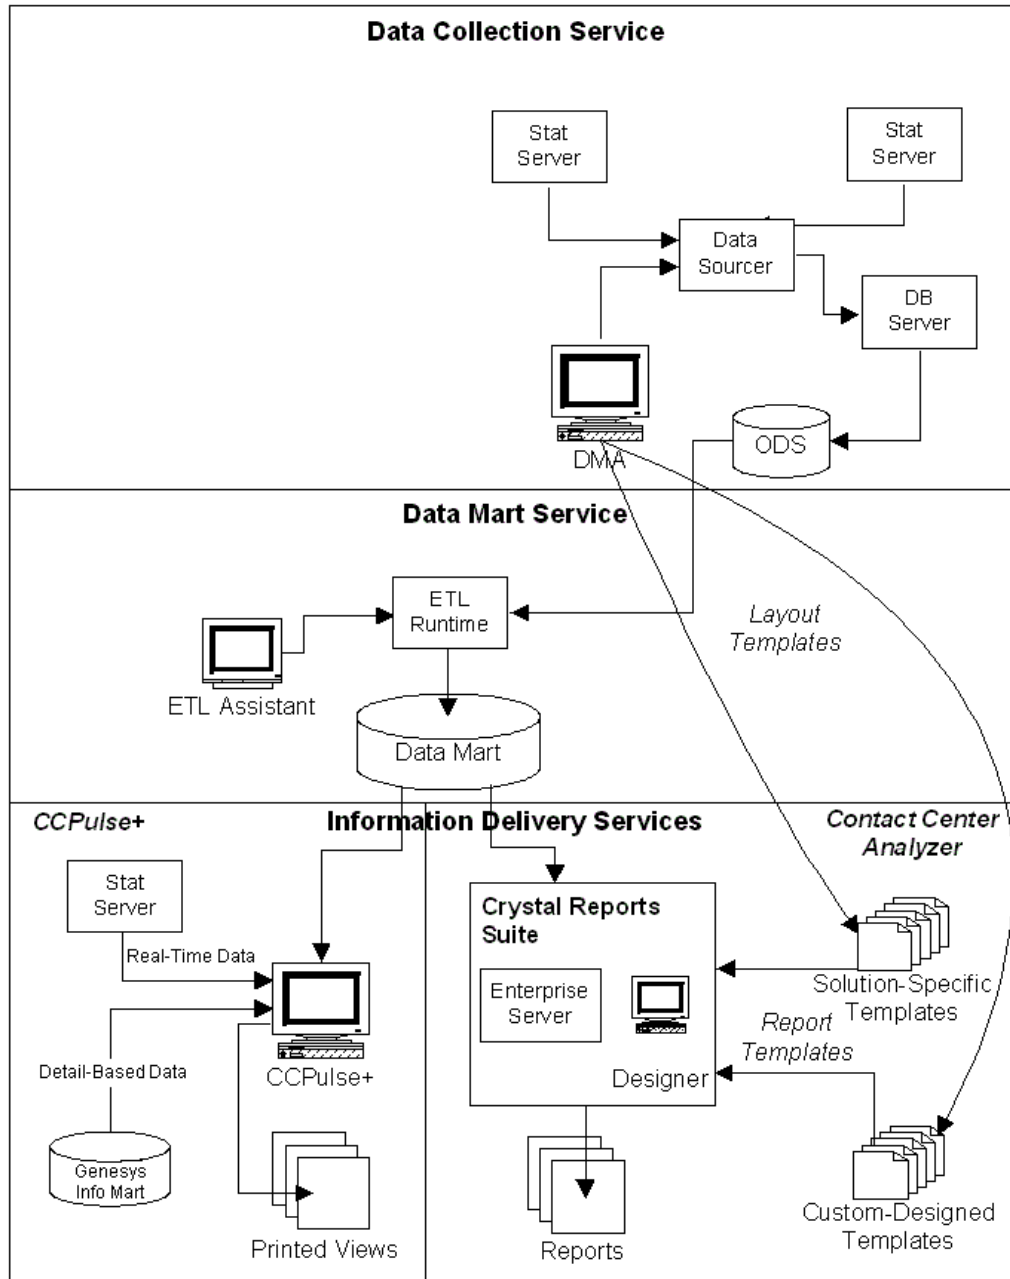 Data Collection Service
Stat
Server
Stat
Server
Data
Sourcer
DB
Server
DMA
ODS
Data Mart Service
ETL
Runtime
Layout
Templates
ETL Assistant
Data Mart
CCPulse+
Information Delivery Services
Contact Center
Analyzer
Stat
Server
Real-Time Data
Detail-Based Data
CCPulse+
Genesys
Info Mart
Printed Views
Crystal Reports
Suite
Enterprise
Server
Designer
Solution-Specific
Templates
Report
Templates
Reports
Custom-Designed
Templates